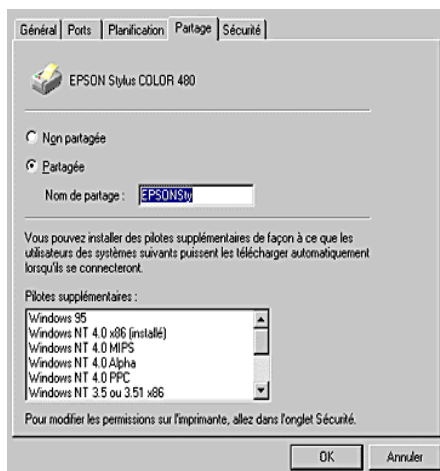 Général Ports Planification Partage Sécurité
EPSON Stylus COLOR 480
Non partagée
Partagée
Nom de partage : EPSONSty
Vous pouvez installer des pilotes supplémentaires de façon à ce que les
utilisateurs des systèmes suivants puissent les télécharger automatiquement
lorsqu'ils se connecteront.
Pilotes supplémentaires :
Windows 95
Windows NT 4.0 x86 (installé)
Windows NT 4.0 MIPS
Windows NT 4.0 Alpha
Windows NT 4.0 PPC
Windows NT 3.5 ou 3.51 x86
Pour modifier les permissions sur l'imprimante, allez dans l'onglet Sécurité.
OK Annuler